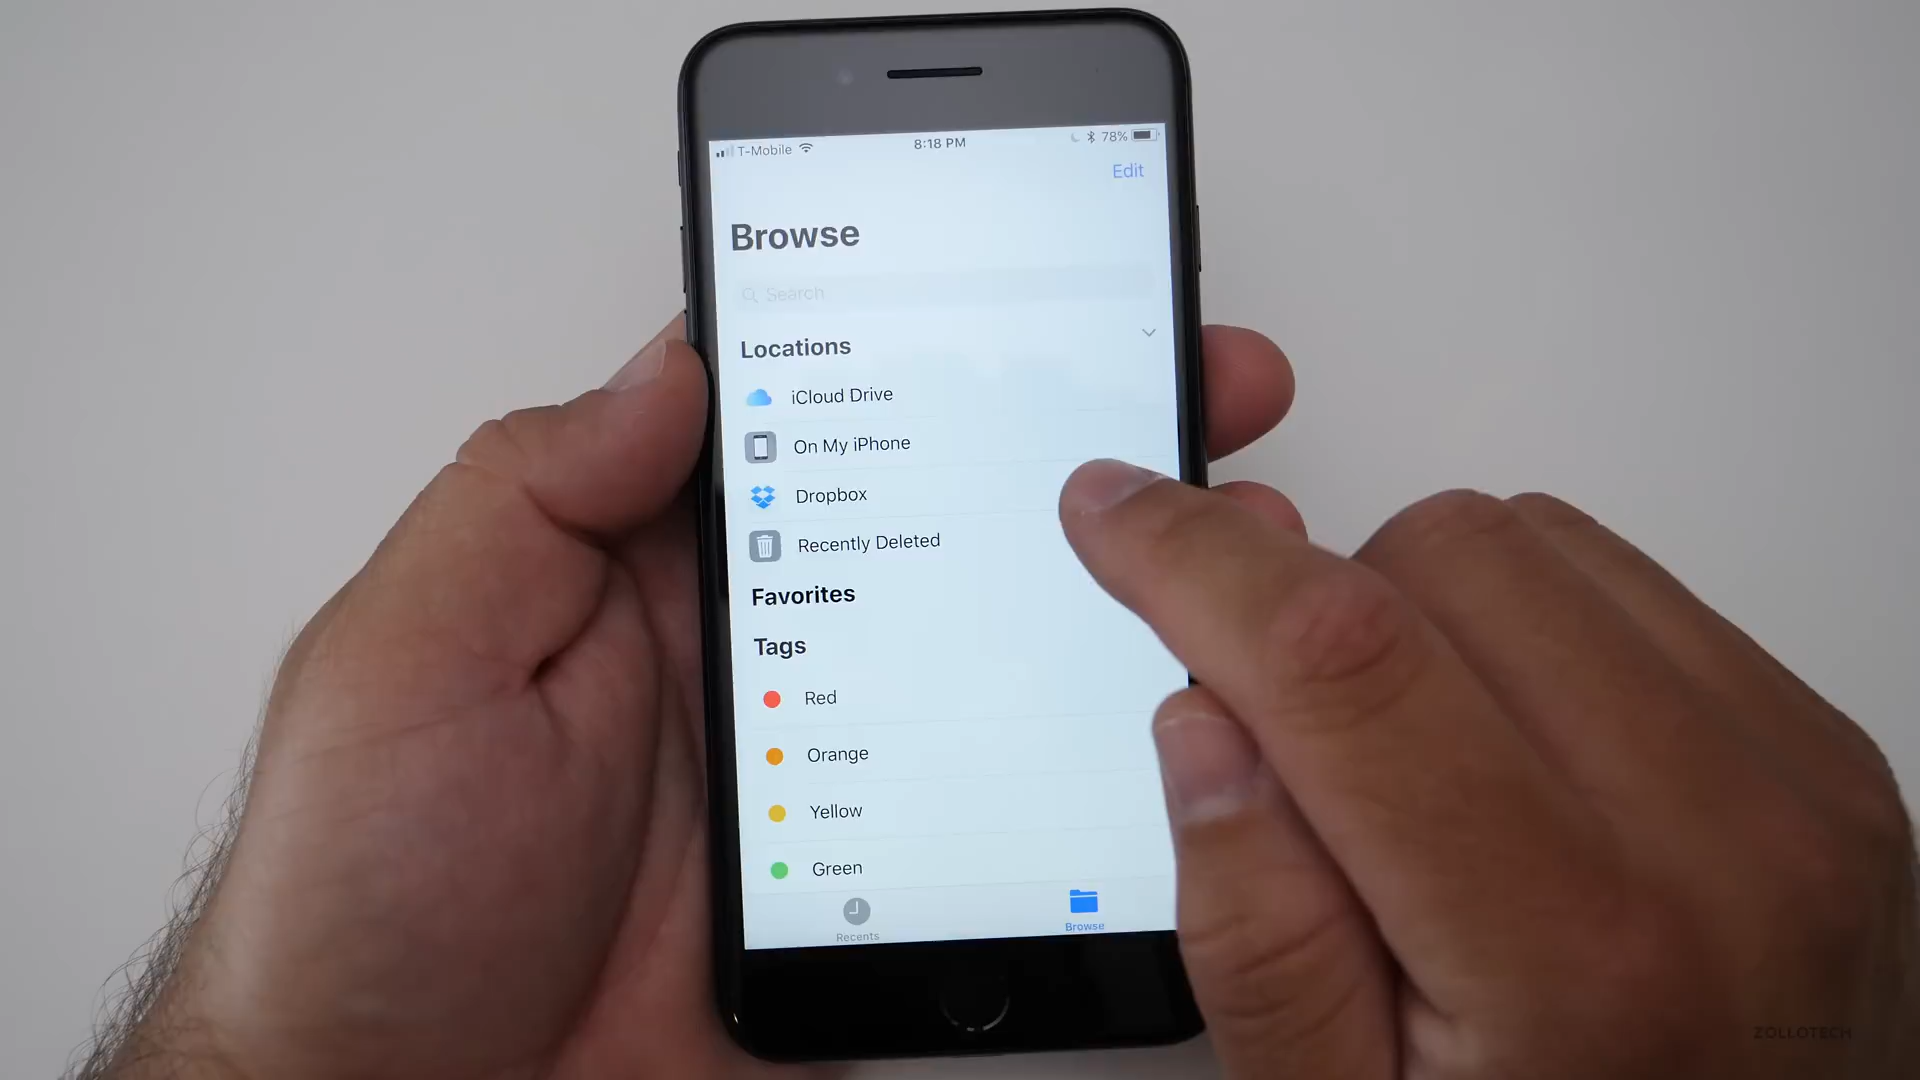 T-Mobile 8:18 PM 78%
Edit
Browse
Search
Locations
iCloud Drive
On My iPhone
Dropbox
Recently Deleted
Favorites
Tags
Red
Orange
Yellow
Green
Recents Browse
ZOLLOTECH